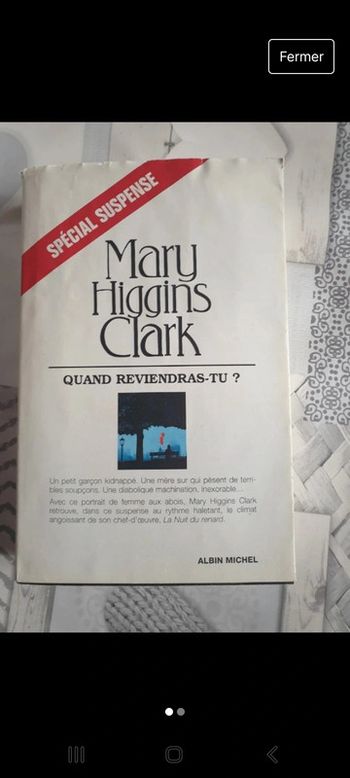 Fermer
SPÉCIAL SUSPENSE
Mary
Higgins
Clark
QUAND REVIENDRAS-TU ?
Un petit garçon kidnappé. Une mère sur qui pèsent de terri-
bles soupçons. Une diabolique machination, inexorable...
Avec ce portrait de femme aux abois, Mary Higgins Clark
retrouve, dans ce suspense au rythme haletant, le climat
angoissant de son chef-d'œuvre, La Nuit du renard.
ALBIN MICHEL